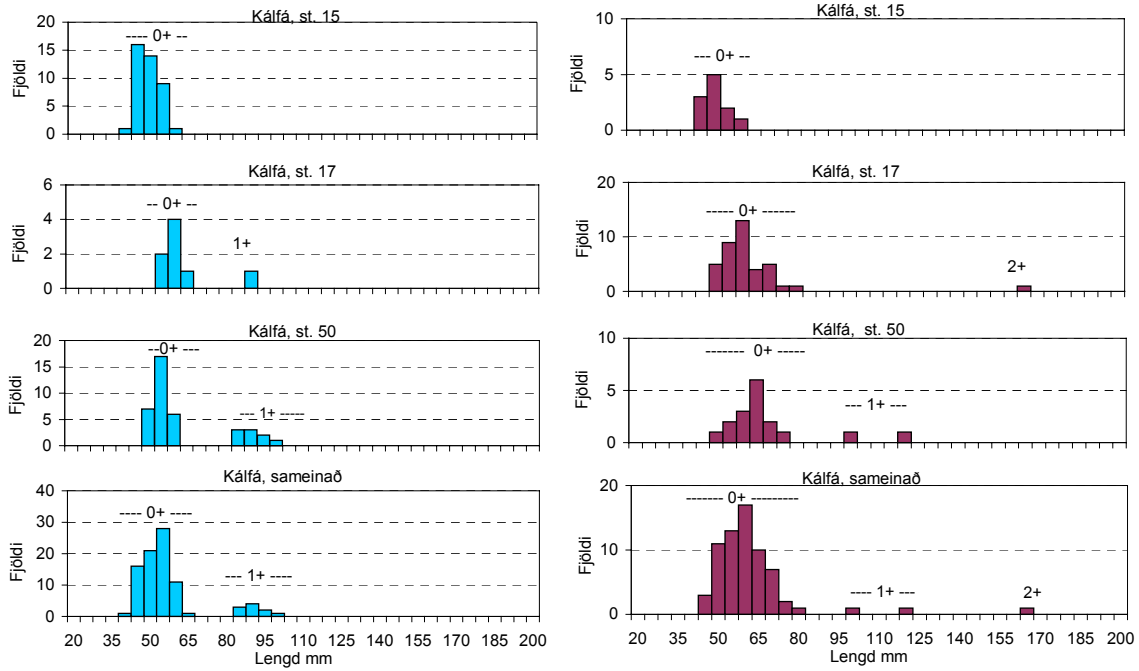 Kálfá, st. 15
Fjöldi
20
15
10
5
0
---- 0+ --
Kálfá, st. 17
Fjöldi
6
4
2
0
-- 0+ --
1+
Kálfá, st. 50
Fjöldi
20
15
10
5
0
--0+ ---
--- 1+ -----
Kálfá, sameinað
Fjöldi
40
30
20
10
0
---- 0+ ----
--- 1+ ----
20 35 50 65 80 95 110 125 140 155 170 185 200
Lengd mm
Kálfá, st. 15
Fjöldi
10
5
0
--- 0+ --
Kálfá, st. 17
Fjöldi
20
10
0
----- 0+ ------
2+
Kálfá, st. 50
Fjöldi
10
5
0
------- 0+ -----
--- 1+ ---
Kálfá, sameinað
Fjöldi
20
10
0
------- 0+ ---------
---- 1+ ---
2+
20 35 50 65 80 95 110 125 140 155 170 185 200
Lengd mm